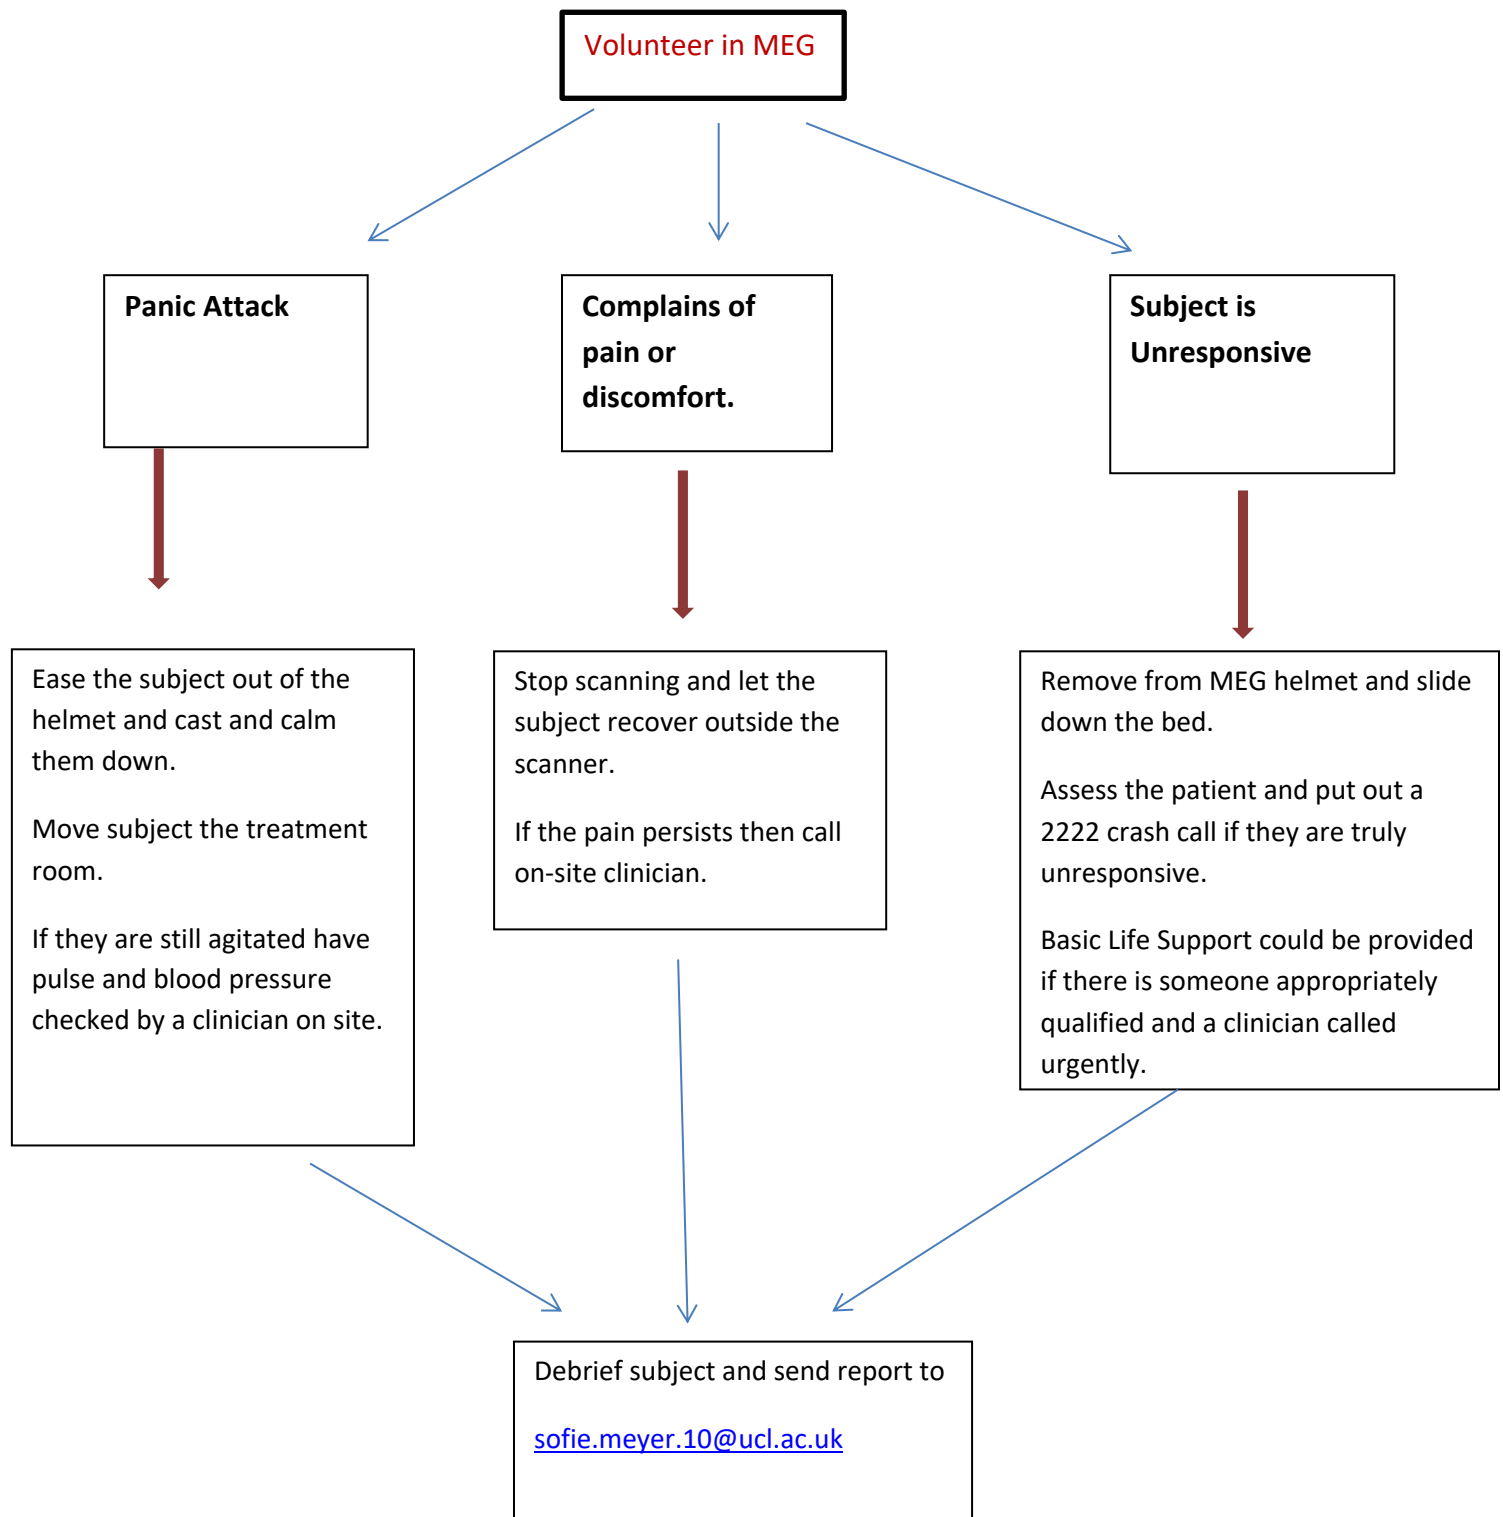 Volunteer in MEG
Panic Attack
Complains of
pain or
discomfort.
Subject is
Unresponsive
Ease the subject out of the
helmet and cast and calm
them down.
Move subject the treatment
room.
If they are still agitated have
pulse and blood pressure
checked by a clinician on site.
Stop scanning and let the
subject recover outside the
scanner.
If the pain persists then call
on-site clinician.
Remove from MEG helmet and slide
down the bed.
Assess the patient and put out a
2222 crash call if they are truly
unresponsive.
Basic Life Support could be provided
if there is someone appropriately
qualified and a clinician called
urgently.
Debrief subject and send report to
sofie.meyer.10@ucl.ac.uk